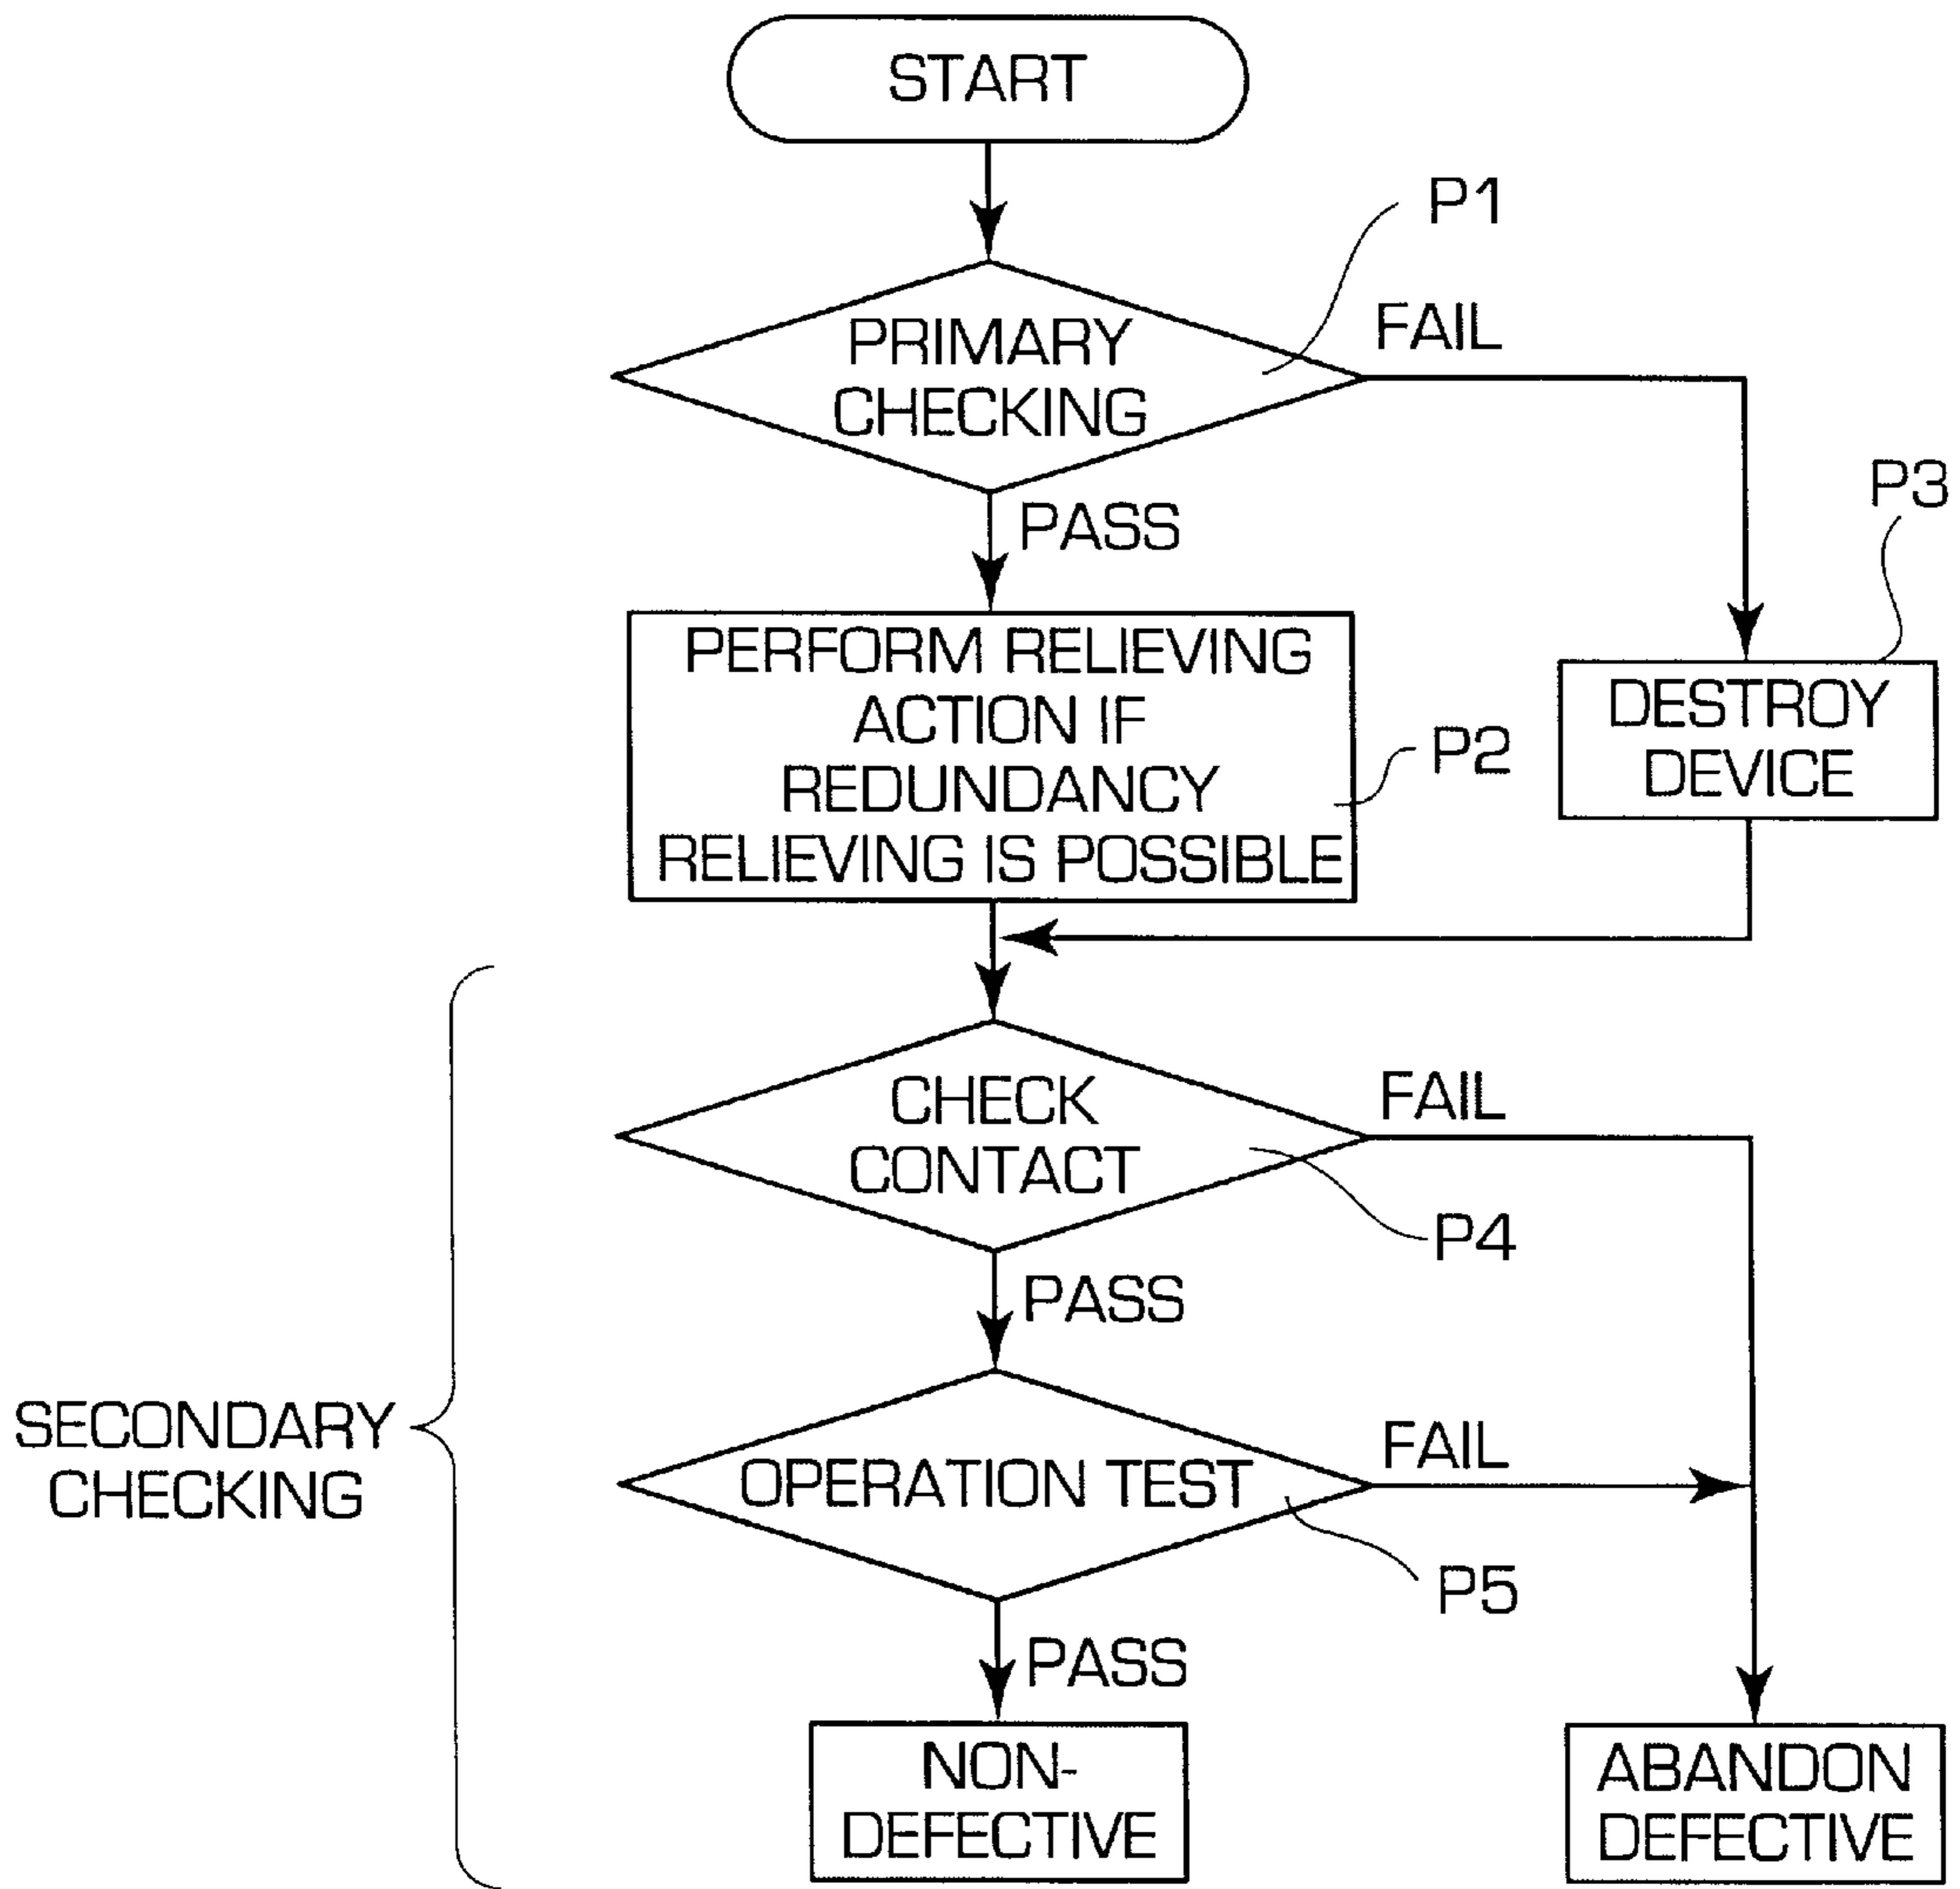 START
P1
PRIMARY
CHECKING
FAIL
PASS
P3
PERFORM RELIEVING
ACTION IF
REDUNDANCY
RELIEVING IS POSSIBLE
P2
DESTROY
DEVICE
CHECK
CONTACT
FAIL
P4
PASS
SECONDARY
CHECKING
OPERATION TEST
FAIL
P5
PASS
NON-
DEFECTIVE
ABANDON
DEFECTIVE